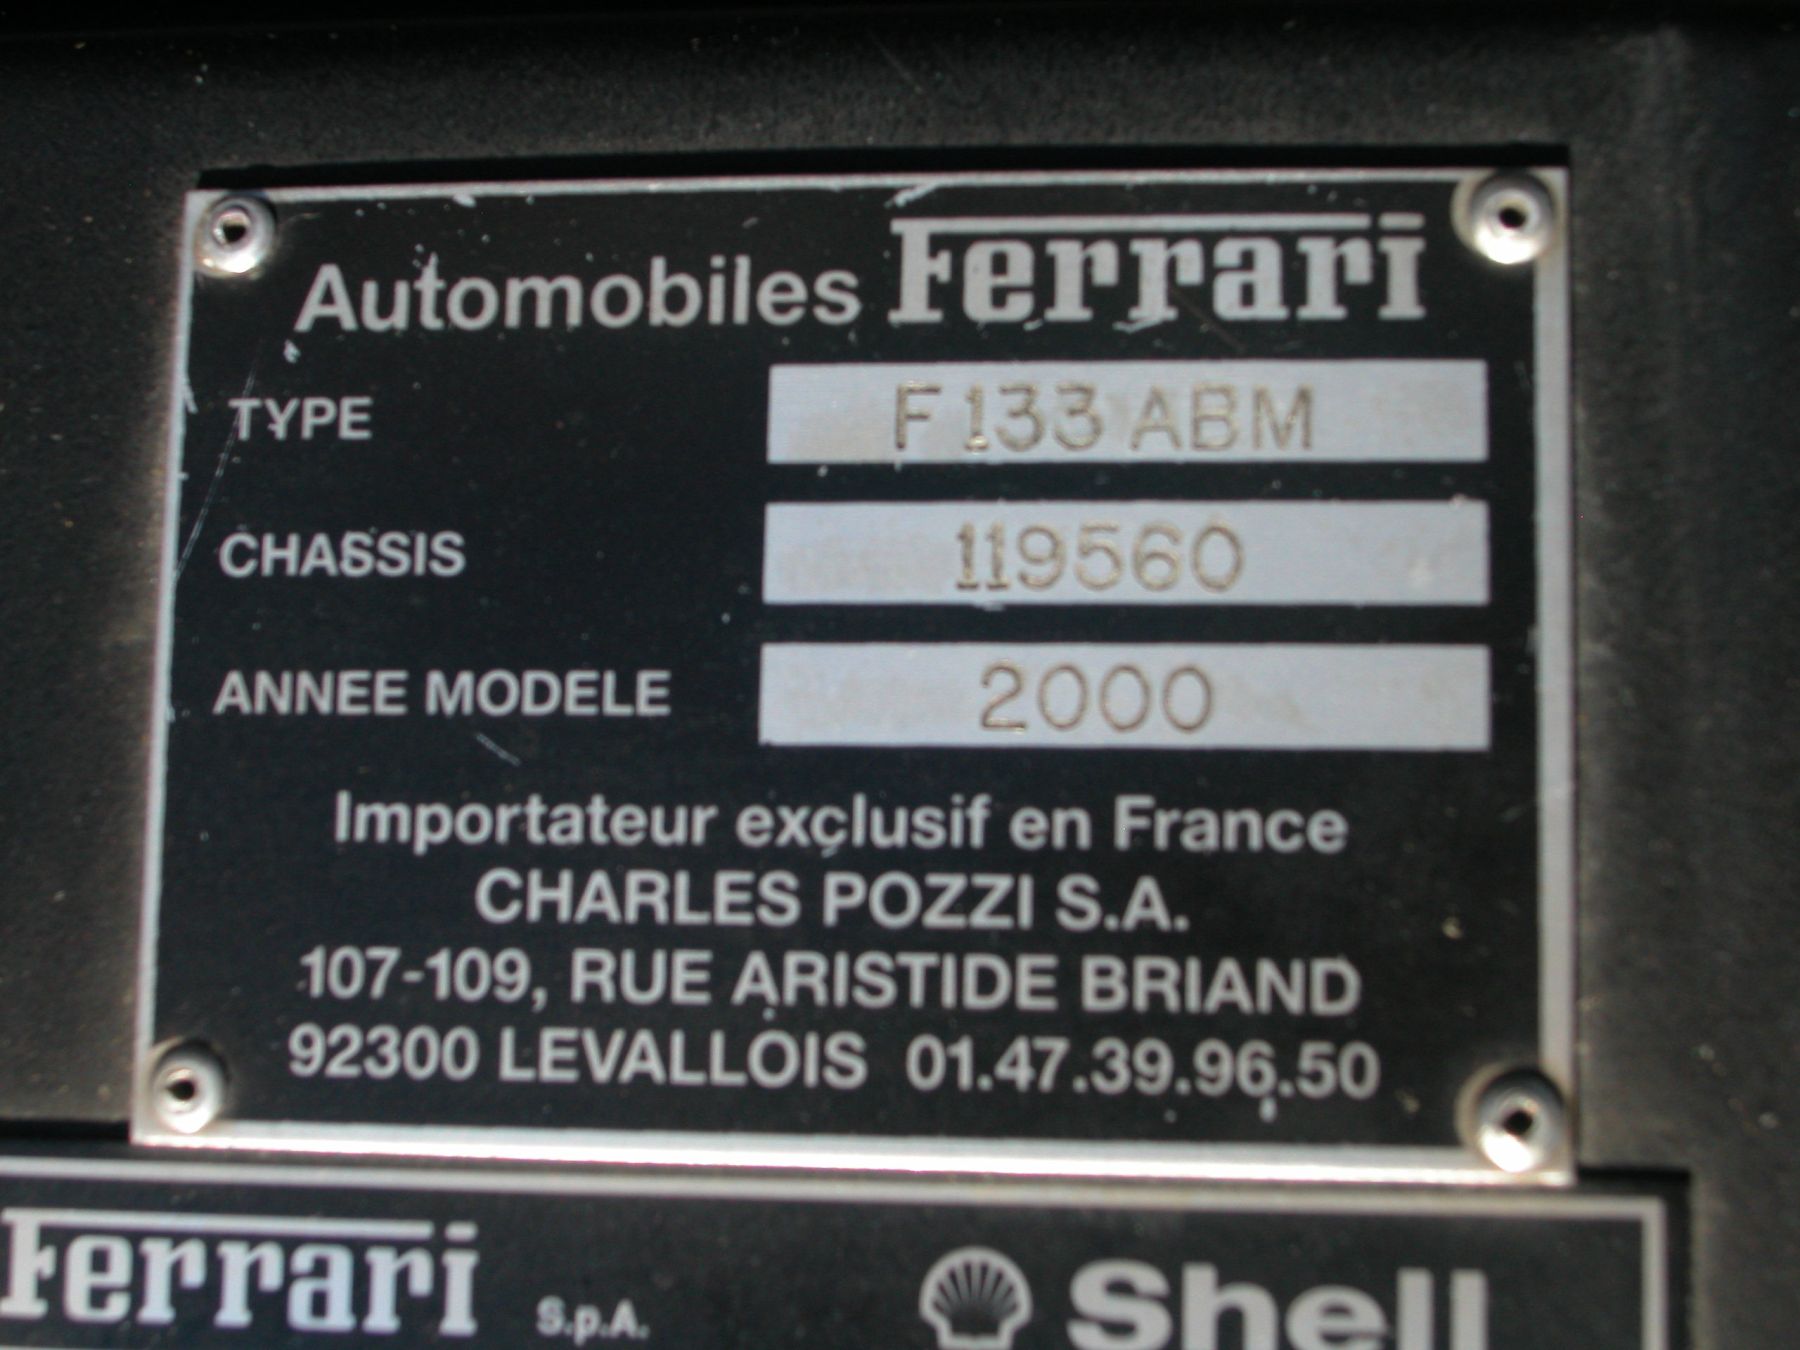 Automobiles Ferrari
TYPE F133 ABM
CHASSIS 119560
ANNEE MODELE 2000
Importateur exclusif en France
CHARLES POZZI S.A.
107-109, RUE ARISTIDE BRIAND
92300 LEVALLOIS 01.47.39.96.50
Ferrari S.p.A. Shell